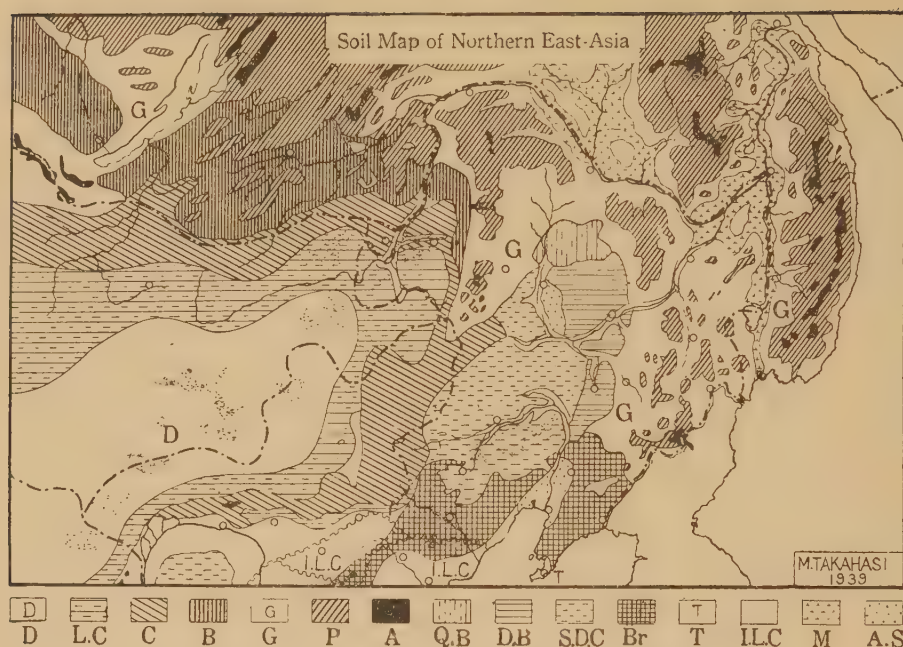 Soil Map of Northern East-Asia
G
G
G
G
D
I.L.C
I.L.C
T
M.TAKAHASI
1939
D G T
D L.C C B G P A Q.B D.B S.D.C Br T I.L.C M A.S